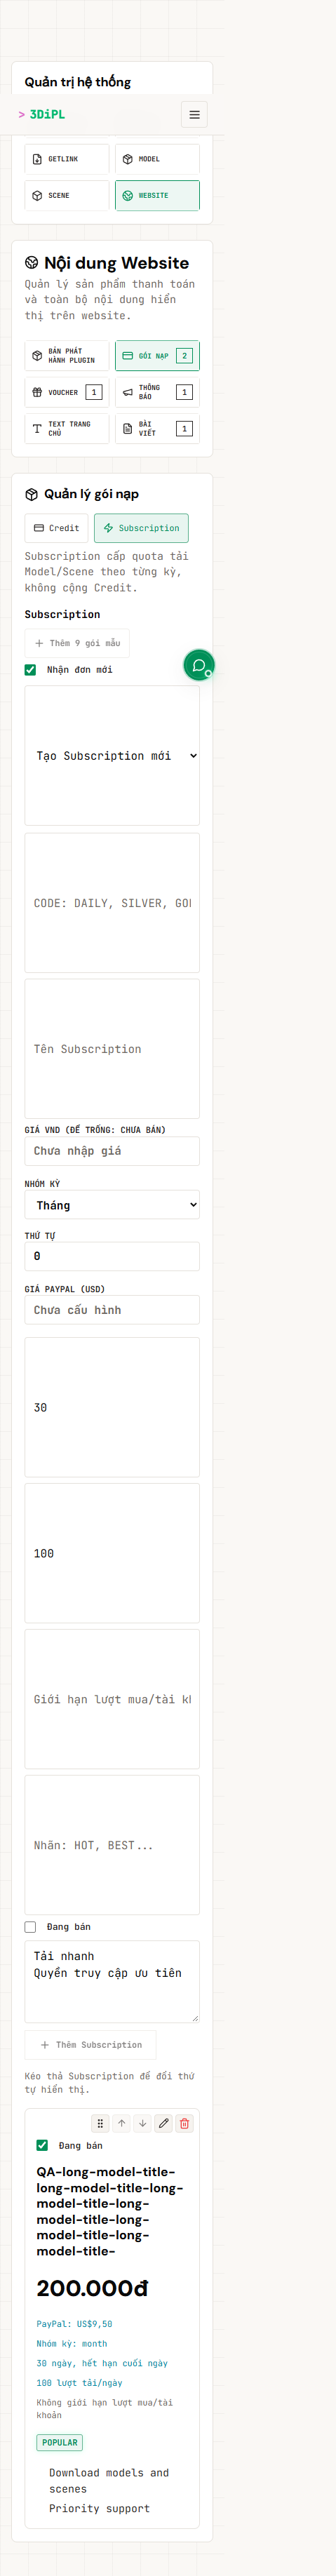 Quản trị hệ thống
> 3DiPL
GETLINK
MODEL
SCENE
WEBSITE
Nội dung Website
Quản lý sản phẩm thanh toán
và toàn bộ nội dung hiển
thị trên website.
BẢN PHÁT
HÀNH PLUGIN
GÓI NẠP 2
VOUCHER 1
THÔNG
BÁO 1
TEXT TRANG
CHỦ
BÀI
VIẾT 1
Quản lý gói nạp
Credit
Subscription
Subscription cấp quota tải
Model/Scene theo từng kỳ,
không cộng Credit.
Subscription
+ Thêm 9 gói mẫu
Nhận đơn mới
Tạo Subscription mới
CODE: DAILY, SILVER, GOL
Tên Subscription
GIÁ VND (ĐỂ TRỐNG: CHƯA BÁN)
Chưa nhập giá
NHÓM KỲ
Tháng
THỨ TỰ
0
GIÁ PAYPAL (USD)
Chưa cấu hình
30
100
Giới hạn lượt mua/tài kh
Nhãn: HOT, BEST...
Đang bán
Tải nhanh
Quyền truy cập ưu tiên
+ Thêm Subscription
Kéo thả Subscription để đổi thứ
tự hiển thị.
Đang bán
QA-long-model-title-
long-model-title-long-
model-title-long-
model-title-long-
model-title-long-
model-title-
200.000đ
PayPal: US$9,50
Nhóm kỳ: month
30 ngày, hết hạn cuối ngày
100 lượt tải/ngày
Không giới hạn lượt mua/tài
khoản
POPULAR
Download models and
scenes
Priority support